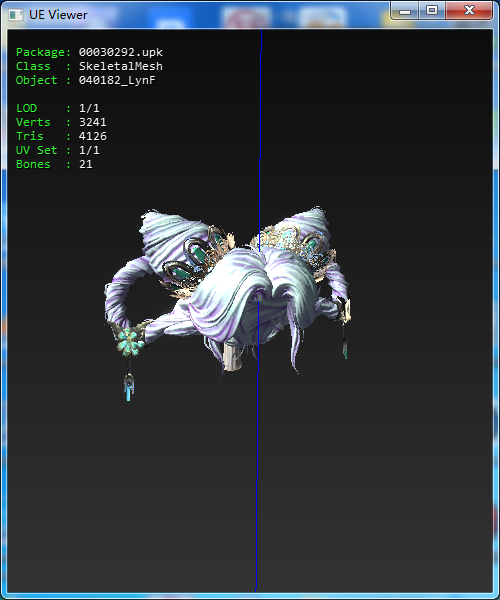 UE Viewer
Package: 00030292.upk
Class : SkeletalMesh
Object : 040182_LynF
LOD : 1/1
Verts : 3241
Tris : 4126
UV Set : 1/1
Bones : 21